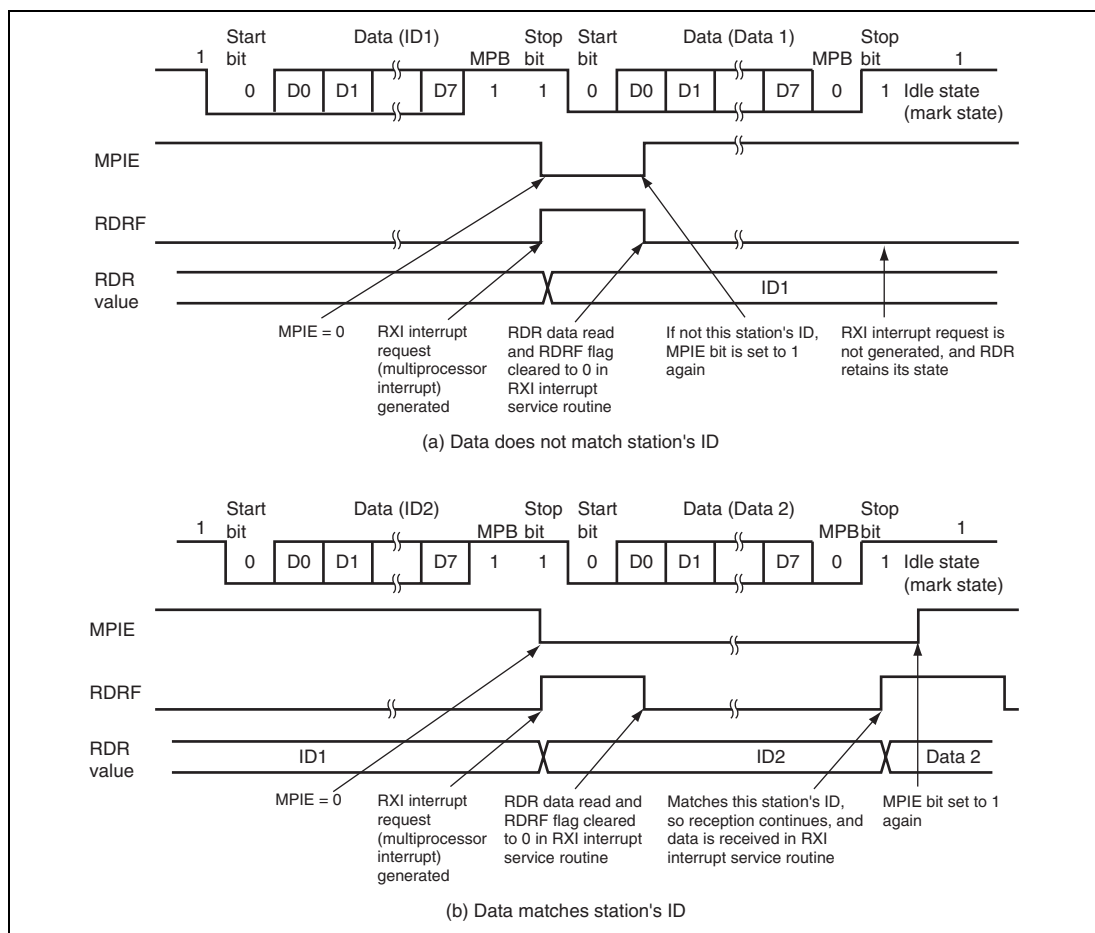 Start bit Data (ID1) MPB Stop bit Start bit Data (Data 1) MPB Stop bit
1 0 D0 D1 D7 1 1 0 D0 D1 D7 0 1 1
Idle state
(mark state)
MPIE
RDRF
RDR
value
ID1
MPIE = 0
RXI interrupt
request
(multiprocessor
interrupt)
generated
RDR data read
and RDRF flag
cleared to 0 in
RXI interrupt
service routine
If not this station's ID,
MPIE bit is set to 1
again
RXI interrupt request is
not generated, and RDR
retains its state
(a) Data does not match station's ID
Start bit Data (ID2) MPB Stop bit Start bit Data (Data 2) MPB Stop bit
1 0 D0 D1 D7 1 1 0 D0 D1 D7 0 1 1
Idle state
(mark state)
MPIE
RDRF
RDR
value
ID1 ID2 Data 2
MPIE = 0
RXI interrupt
request
(multiprocessor
interrupt)
generated
RDR data read and
RDRF flag cleared
to 0 in RXI interrupt
service routine
Matches this station's ID,
so reception continues, and
data is received in RXI
interrupt service routine
MPIE bit set to 1
again
(b) Data matches station's ID